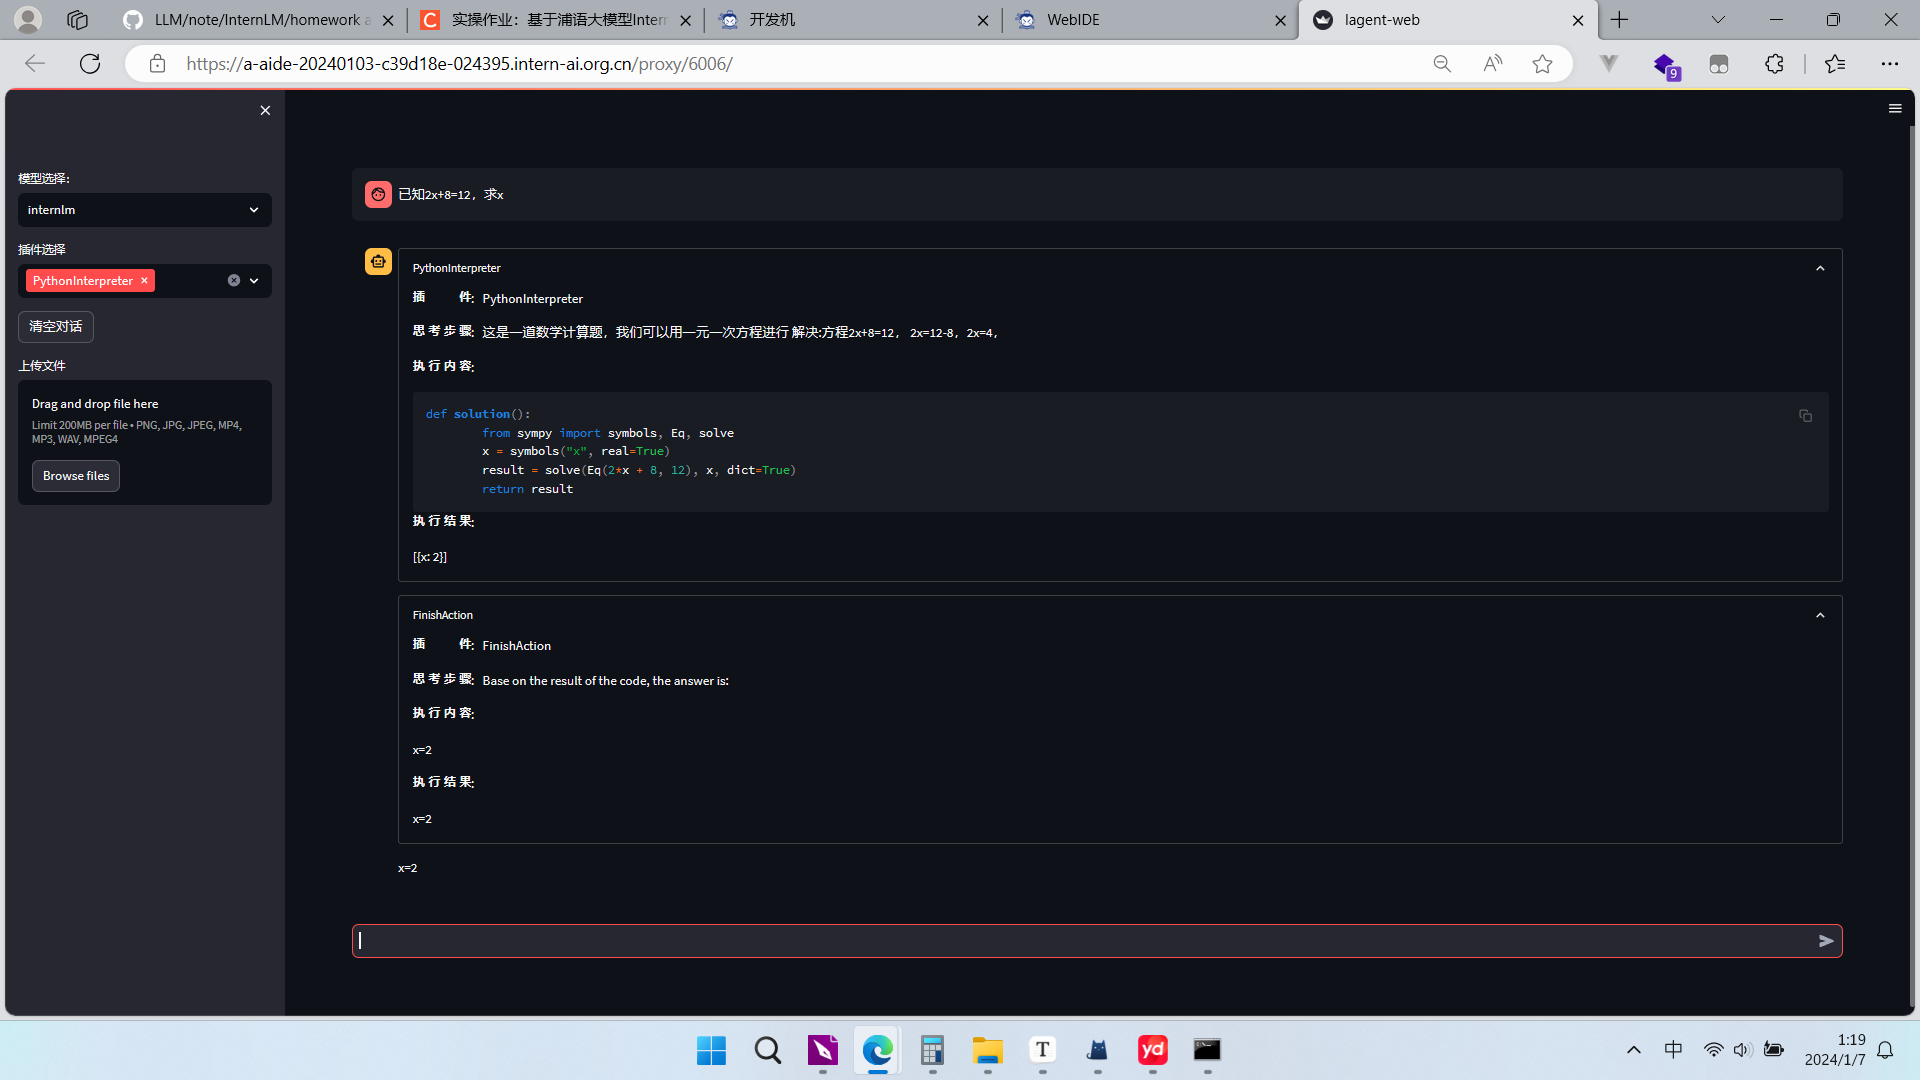 LLM/note/InternLM/homework a
实操作业：基于浦语大模型Intern
开发机
WebIDE
lagent-web
https://a-aide-20240103-c39d18e-024395.intern-ai.org.cn/proxy/6006/
9
模型选择:
internlm
插件选择
PythonInterpreter
清空对话
上传文件
Drag and drop file here
Limit 200MB per file • PNG, JPG, JPEG, MP4,
MP3, WAV, MPEG4
Browse files
已知2x+8=12，求x
PythonInterpreter
插 件: PythonInterpreter
思考步骤: 这是一道数学计算题，我们可以用一元一次方程进行 解决:方程2x+8=12， 2x=12-8，2x=4，
执行内容:
def solution():
from sympy import symbols, Eq, solve
x = symbols("x", real=True)
result = solve(Eq(2*x + 8, 12), x, dict=True)
return result
执行结果:
[{x: 2}]
FinishAction
插 件: FinishAction
思考步骤: Base on the result of the code, the answer is:
执行内容:
x=2
执行结果:
x=2
x=2
T
yd
中
1:19
2024/1/7